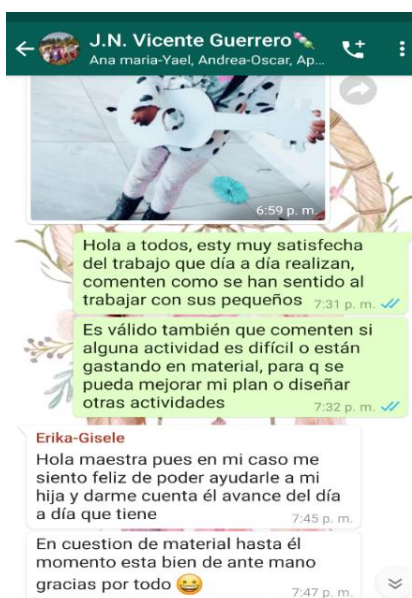 J.N. Vicente Guerrero🍬
Ana maria-Yael, Andrea-Oscar, Ap...
6:59 p. m.
Hola a todos, esty muy satisfecha
del trabajo que día a día realizan,
comenten como se han sentido al
trabajar con sus pequeños 7:31 p. m.
Es válido también que comenten si
alguna actividad es difícil o están
gastando en material, para q se
pueda mejorar mi plan o diseñar
otras actividades 7:32 p. m.
Erika-Gisele
Hola maestra pues en mi caso me
siento feliz de poder ayudarle a mi
hija y darme cuenta él avance del día
a día que tiene 7:45 p. m.
En cuestion de material hasta él
momento esta bien de ante mano
gracias por todo 😄 7:47 p. m.